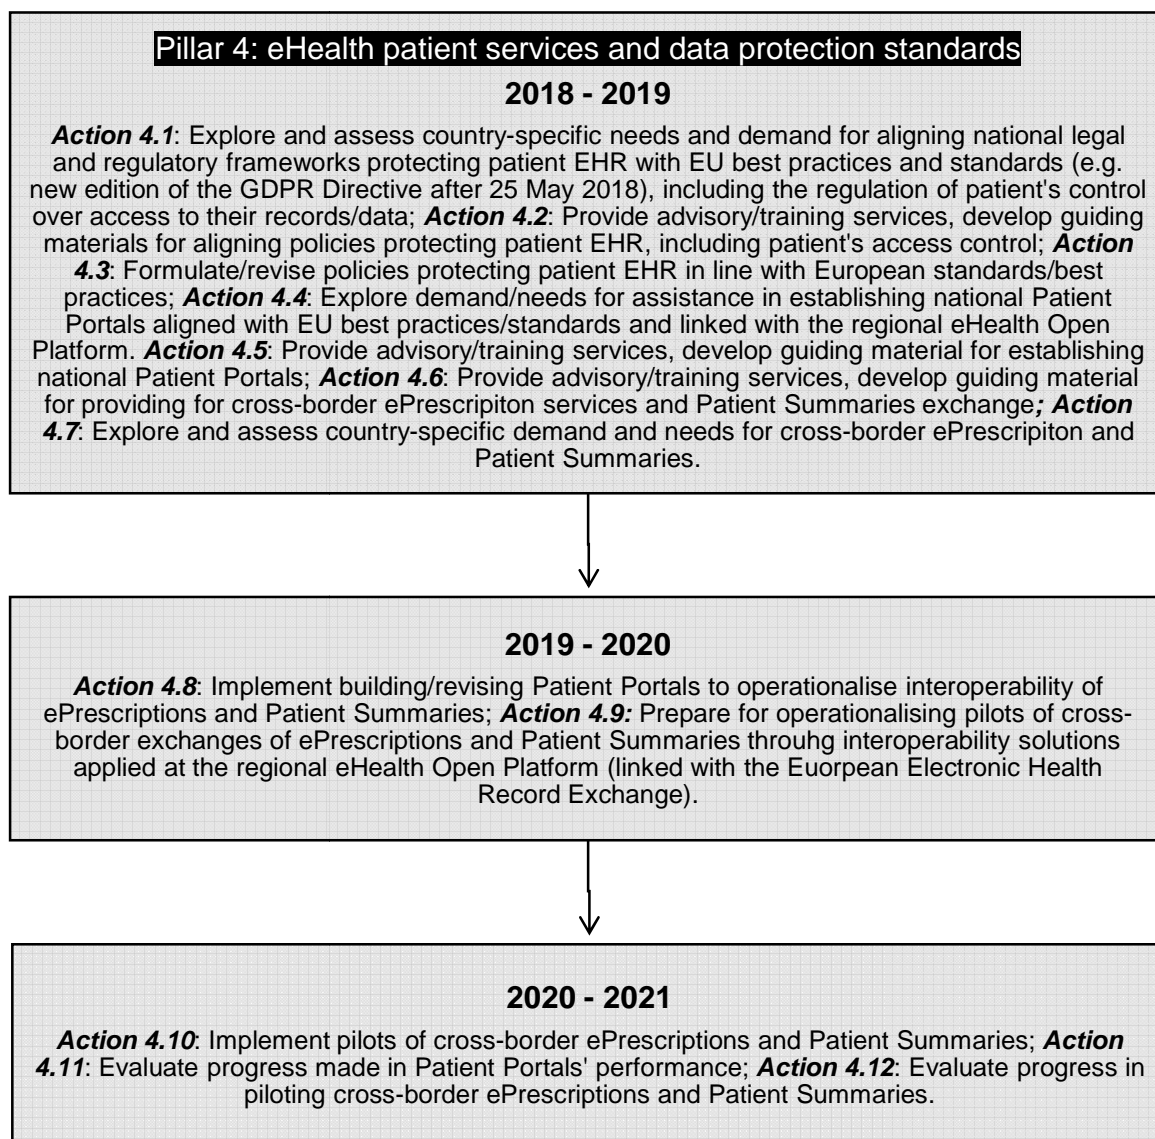 Pillar 4: eHealth patient services and data protection standards
2018 - 2019
Action 4.1: Explore and assess country-specific needs and demand for aligning national legal
and regulatory frameworks protecting patient EHR with EU best practices and standards (e.g.
new edition of the GDPR Directive after 25 May 2018), including the regulation of patient's control
over access to their records/data; Action 4.2: Provide advisory/training services, develop guiding
materials for aligning policies protecting patient EHR, including patient's access control; Action
4.3: Formulate/revise policies protecting patient EHR in line with European standards/best
practices; Action 4.4: Explore demand/needs for assistance in establishing national Patient
Portals aligned with EU best practices/standards and linked with the regional eHealth Open
Platform. Action 4.5: Provide advisory/training services, develop guiding material for establishing
national Patient Portals; Action 4.6: Provide advisory/training services, develop guiding material
for providing for cross-border ePrescripiton services and Patient Summaries exchange; Action
4.7: Explore and assess country-specific demand and needs for cross-border ePrescripiton and
Patient Summaries.
2019 - 2020
Action 4.8: Implement building/revising Patient Portals to operationalise interoperability of
ePrescriptions and Patient Summaries; Action 4.9: Prepare for operationalising pilots of cross-
border exchanges of ePrescriptions and Patient Summaries throuhg interoperability solutions
applied at the regional eHealth Open Platform (linked with the Euorpean Electronic Health
Record Exchange).
2020 - 2021
Action 4.10: Implement pilots of cross-border ePrescriptions and Patient Summaries; Action
4.11: Evaluate progress made in Patient Portals' performance; Action 4.12: Evaluate progress in
piloting cross-border ePrescriptions and Patient Summaries.